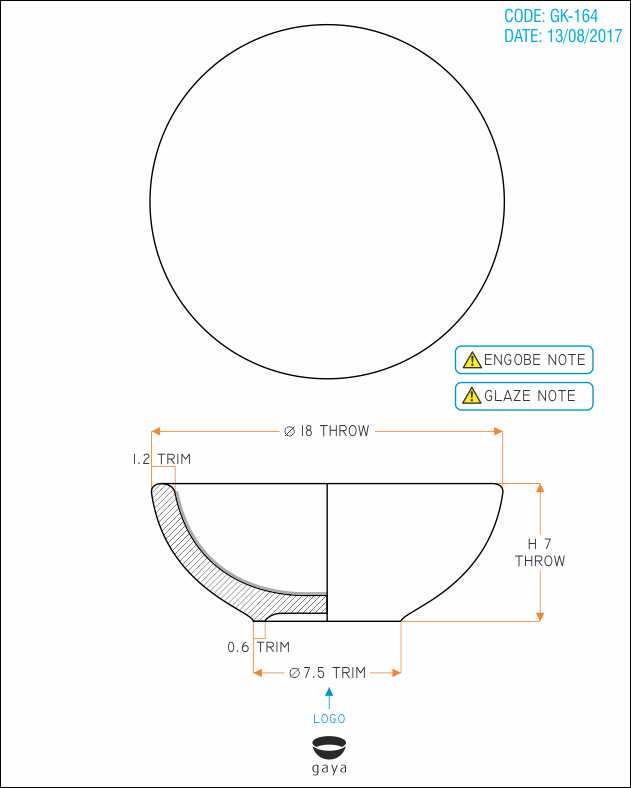 CODE: GK-164
DATE: 13/08/2017
ENGOBE NOTE
GLAZE NOTE
⌀ 18 THROW
1.2 TRIM
H 7
THROW
0.6 TRIM
⌀ 7.5 TRIM
LOGO
gaya